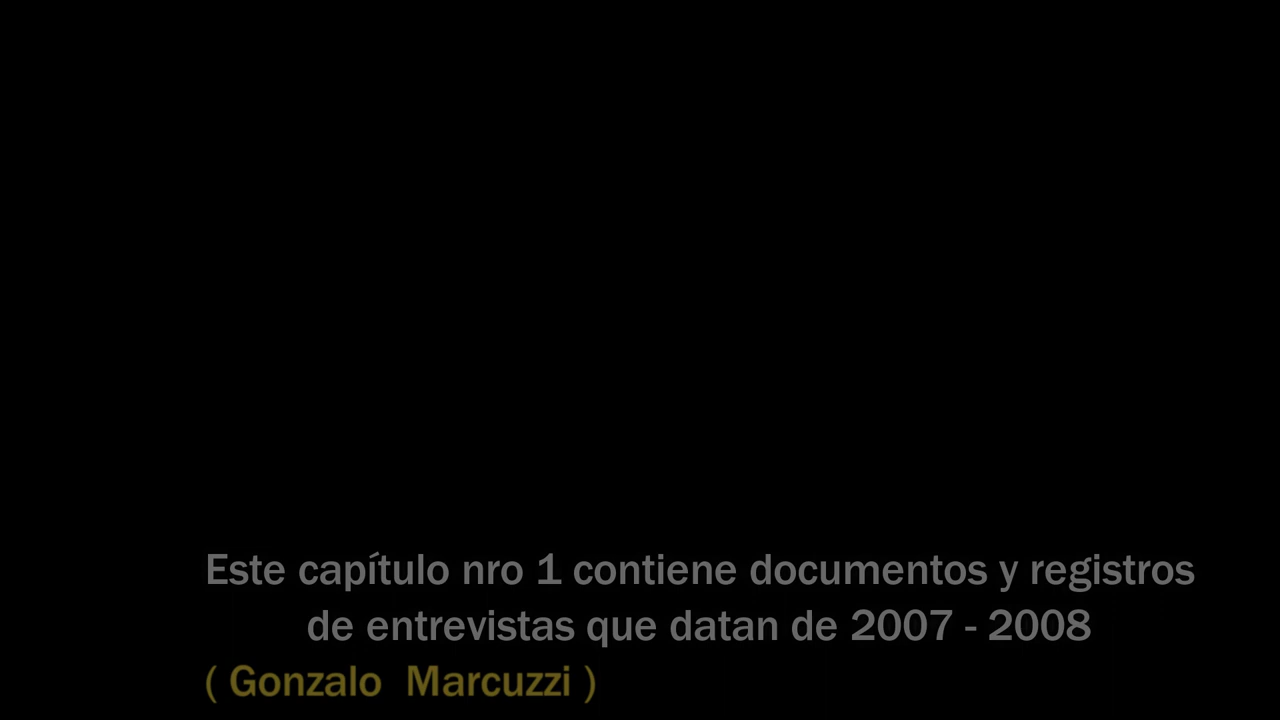 Este capítulo nro 1 contiene documentos y registros
de entrevistas que datan de 2007 - 2008
( Gonzalo Marcuzzi )